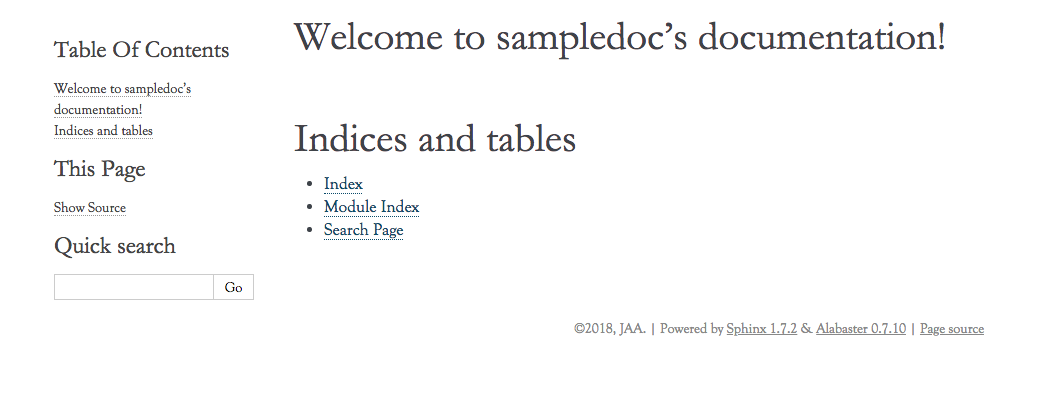 Table Of Contents
Welcome to sampledoc’s
documentation!
Indices and tables
This Page
Show Source
Quick search
Go
Welcome to sampledoc’s documentation!
Indices and tables
• Index
• Module Index
• Search Page
©2018, JAA. | Powered by Sphinx 1.7.2 & Alabaster 0.7.10 | Page source